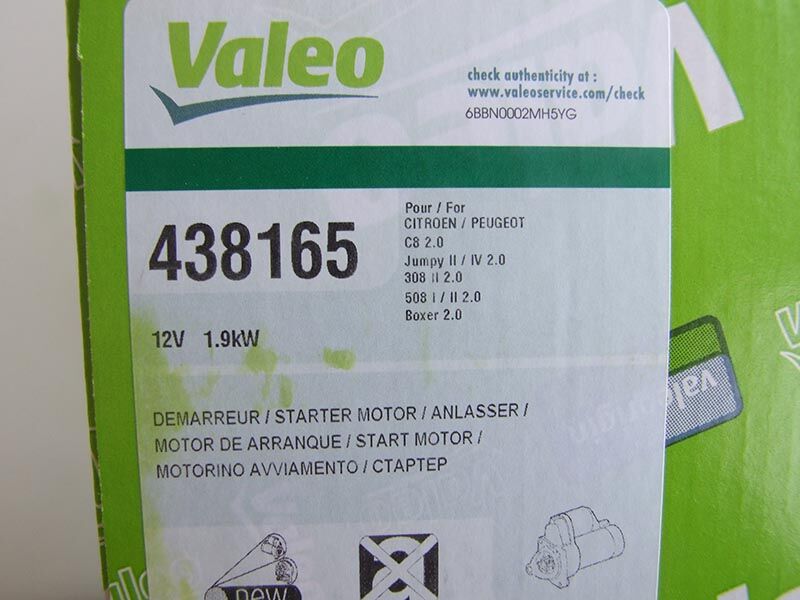 Valeo
check authenticity at :
www.valeoservice.com/check
6BBN0002MH5YG
438165
Pour / For
CITROEN / PEUGEOT
C8 2.0
Jumpy II / IV 2.0
308 II 2.0
508 I / II 2.0
Boxer 2.0
12V 1.9kW
DEMARREUR / STARTER MOTOR / ANLASSER /
MOTOR DE ARRANQUE / START MOTOR /
MOTORINO AVVIAMENTO / СТАРТЕР
new